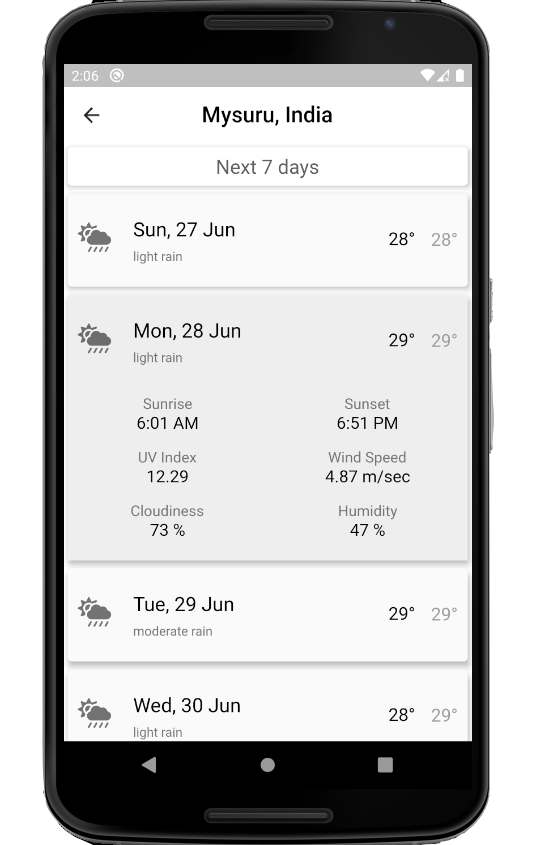 2:06
Mysuru, India
Next 7 days
Sun, 27 Jun
28° 28°
light rain
Mon, 28 Jun
29° 29°
light rain
Sunrise Sunset
6:01 AM 6:51 PM
UV Index Wind Speed
12.29 4.87 m/sec
Cloudiness Humidity
73 % 47 %
Tue, 29 Jun
29° 29°
moderate rain
Wed, 30 Jun
28° 29°
light rain